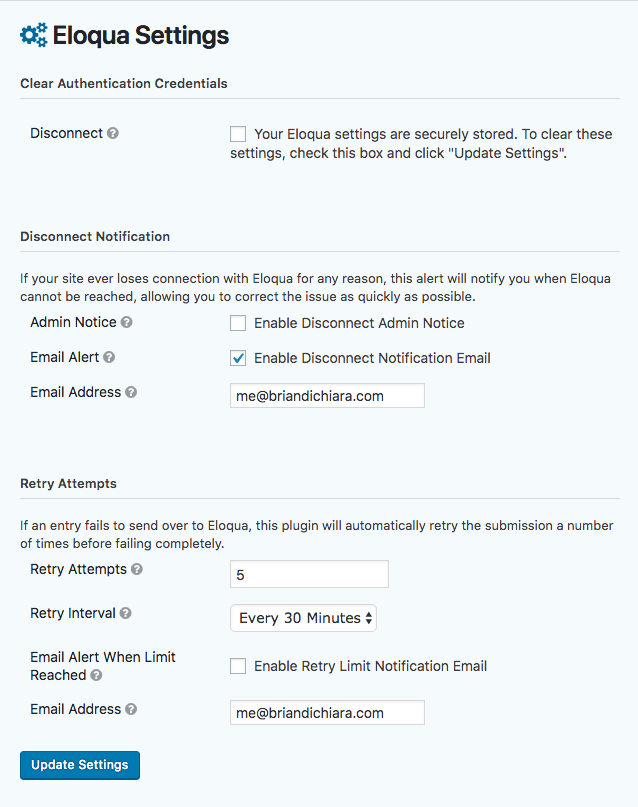 Eloqua Settings
Clear Authentication Credentials
Disconnect ?
Your Eloqua settings are securely stored. To clear these
settings, check this box and click "Update Settings".
Disconnect Notification
If your site ever loses connection with Eloqua for any reason, this alert will notify you when Eloqua
cannot be reached, allowing you to correct the issue as quickly as possible.
Admin Notice ?
Enable Disconnect Admin Notice
Email Alert ?
Enable Disconnect Notification Email
Email Address ?
me@briandichiara.com
Retry Attempts
If an entry fails to send over to Eloqua, this plugin will automatically retry the submission a number
of times before failing completely.
Retry Attempts ?
5
Retry Interval ?
Every 30 Minutes
Email Alert When Limit
Reached ?
Enable Retry Limit Notification Email
Email Address ?
me@briandichiara.com
Update Settings